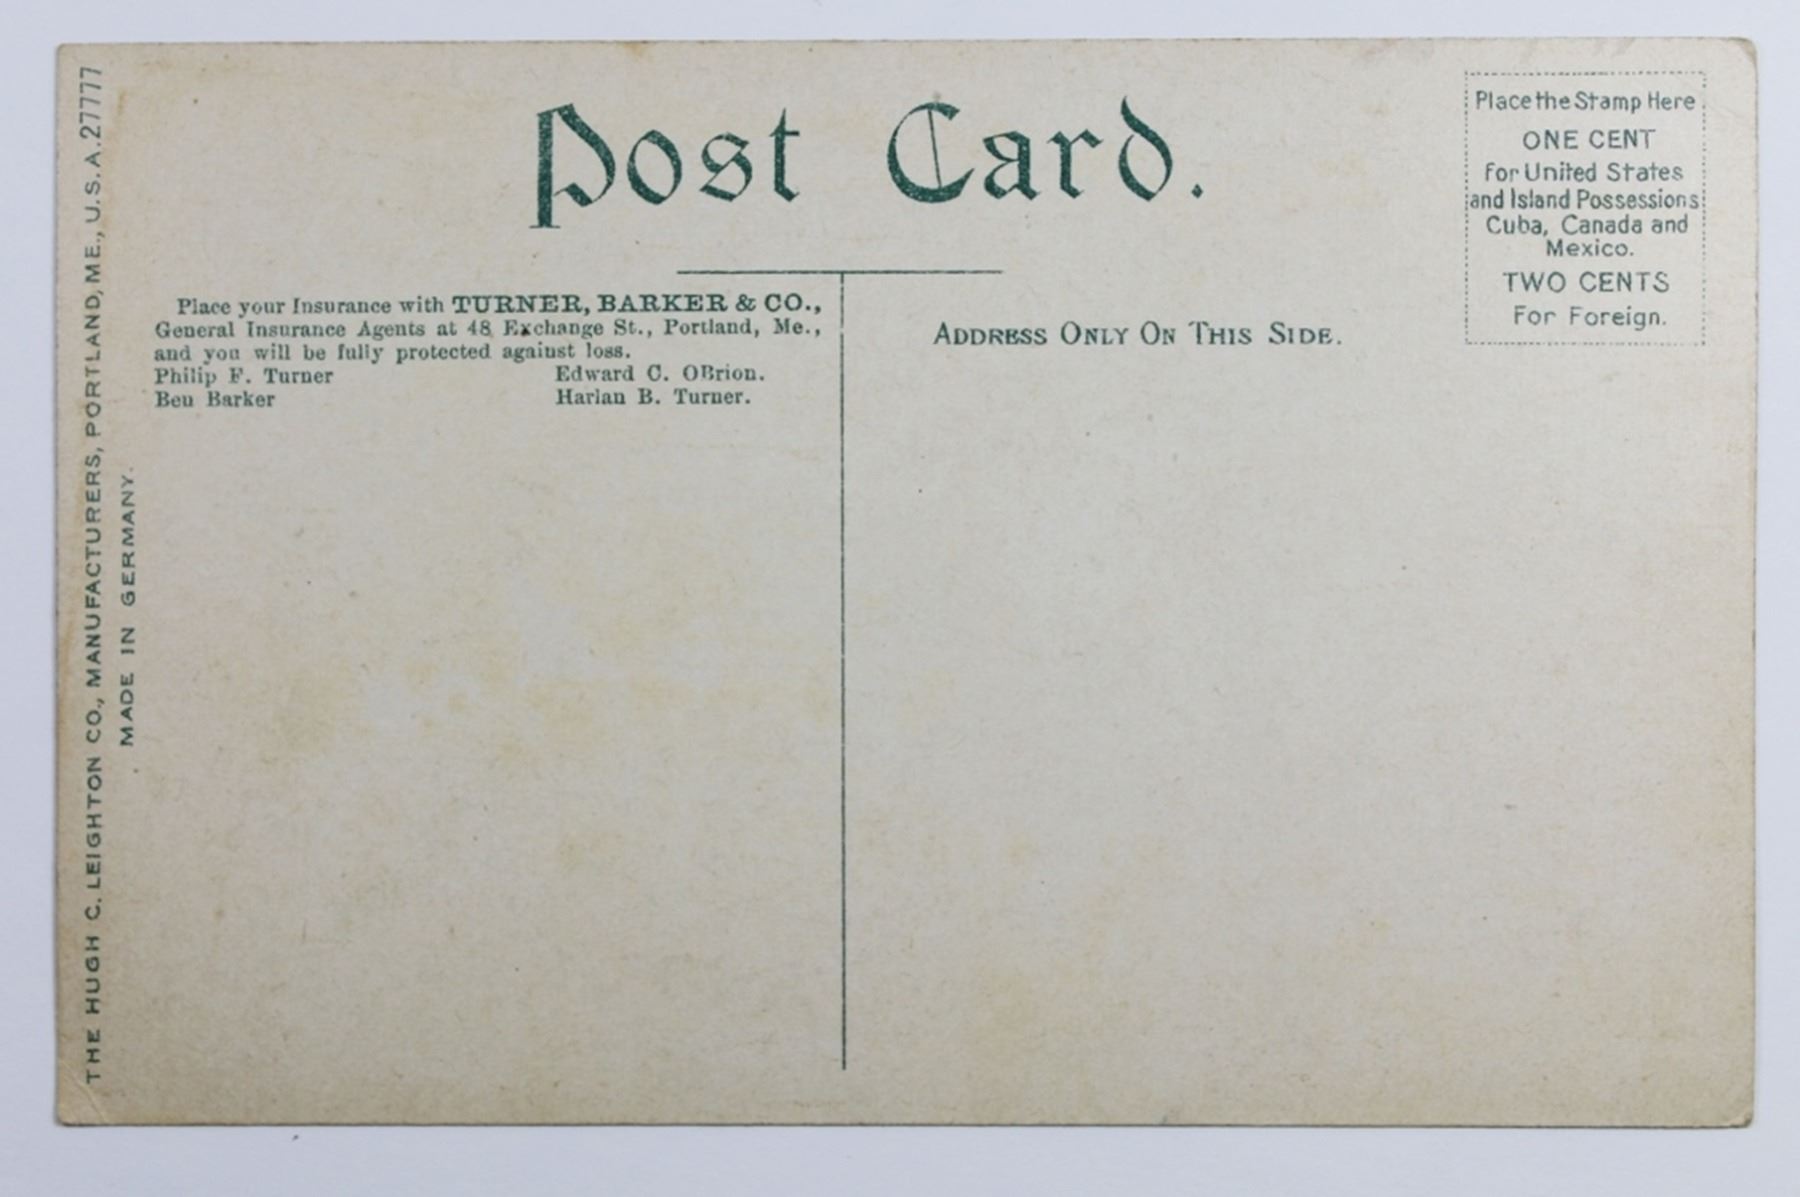 Post Card.
Place the Stamp Here
ONE CENT
For United States
and Island Possessions
Cuba, Canada and
Mexico.
TWO CENTS
For Foreign.
Place your Insurance with TURNER, BARKER & CO.,
General Insurance Agents at 48 Exchange St., Portland, Me.,
and you will be fully protected against loss.
Philip F. Turner Edward C. OBrion.
Ben Barker Harlan B. Turner.
ADDRESS ONLY ON THIS SIDE.
THE HUGH C. LEIGHTON CO., MANUFACTURERS, PORTLAND, ME., U.S.A. 27777
MADE IN GERMANY.